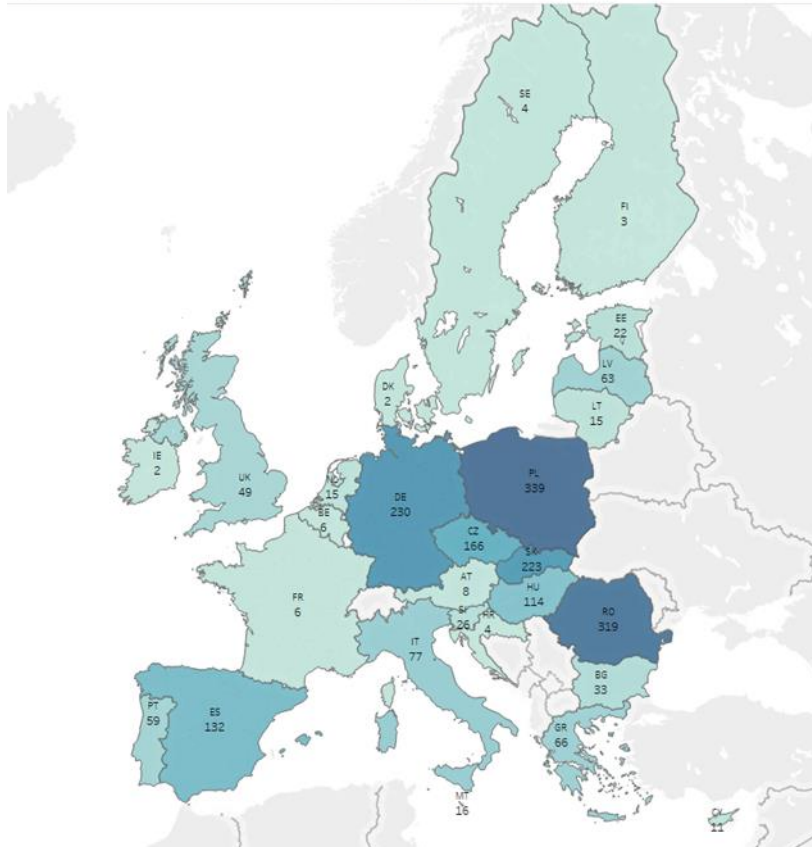 SE
4
FI
3
EE
22
LV
63
LT
15
DK
2
IE
2
UK
49
NL
15
BE
6
DE
230
PL
339
CZ
166
SK
223
AT
8
HU
114
FR
6
SI
26
HR
4
RO
319
IT
77
BG
33
PT
59
ES
132
GR
66
MT
16
CY
11